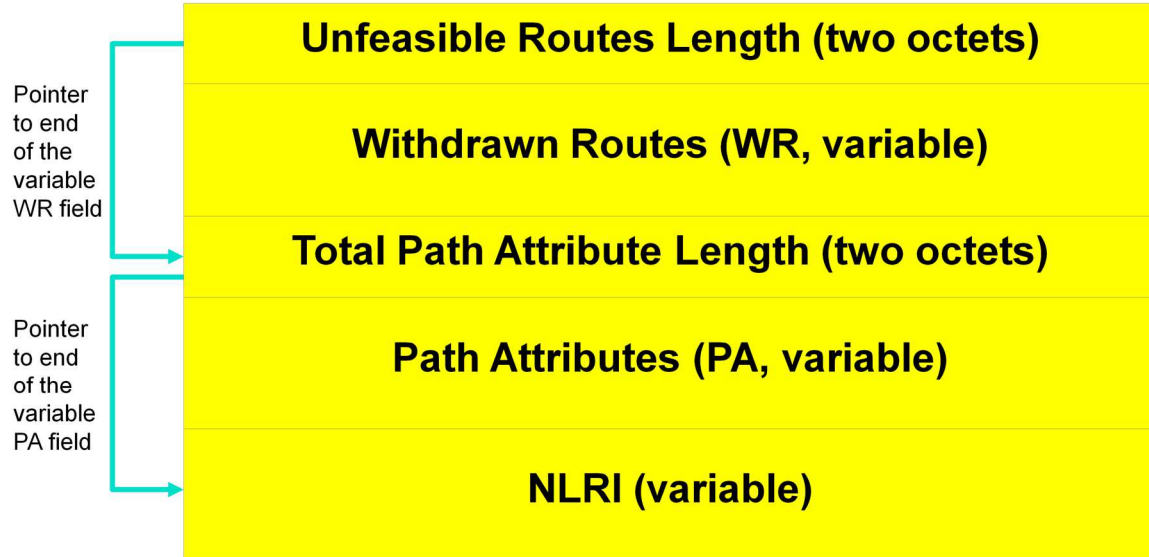 Unfeasible Routes Length (two octets)
Pointer
to end
of the
variable
WR field
Withdrawn Routes (WR, variable)
Total Path Attribute Length (two octets)
Pointer
to end
of the
variable
PA field
Path Attributes (PA, variable)
NLRI (variable)